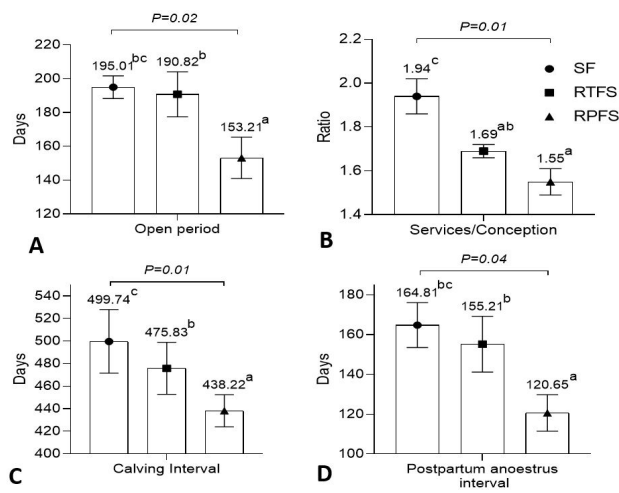 P=0.02
220
200
180
160
140
120
Days
195.01bc
190.82b
153.21a
Open period
A
P=0.01
2.2
2.0
1.8
1.6
1.4
Ratio
1.94c
1.69ab
1.55a
SF
RTFS
RPFS
Services/Conception
B
P=0.01
540
520
500
480
460
440
420
400
Days
499.74c
475.83b
438.22a
Calving Interval
C
P=0.04
180
160
140
120
100
Days
164.81bc
155.21b
120.65a
Postpartum anoestrus
interval
D